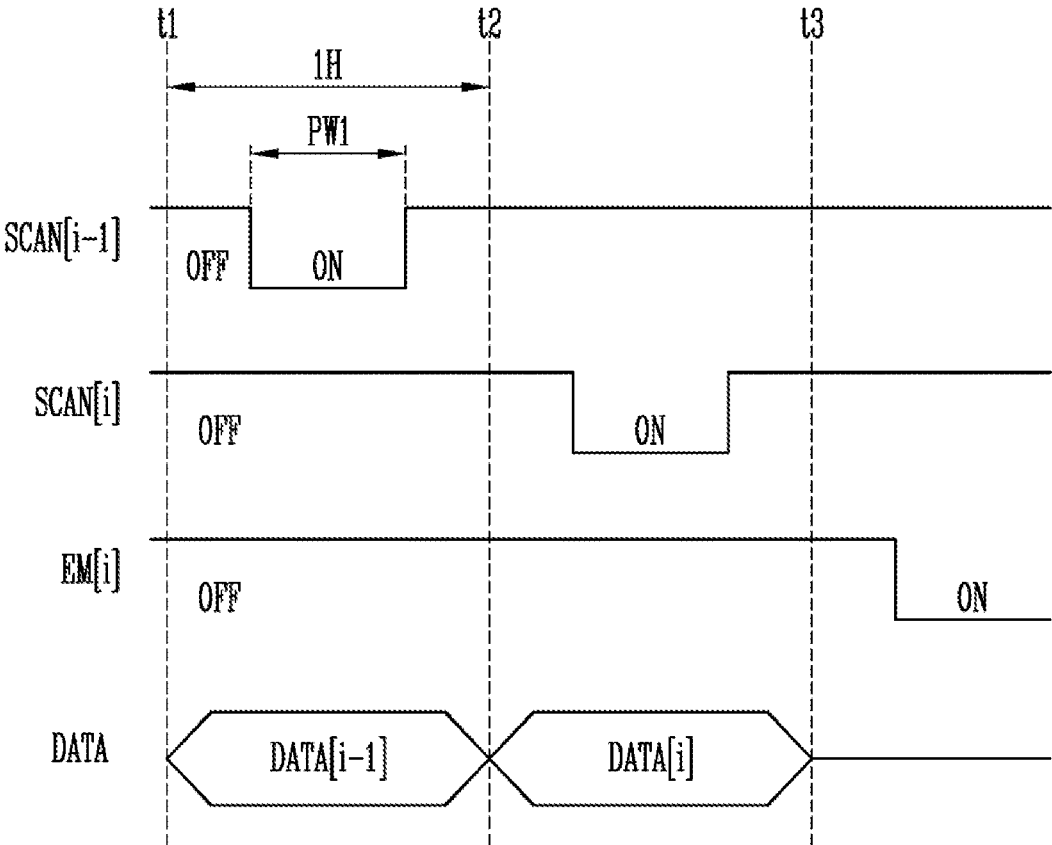 t1 t2 t3
1H
PW1
SCAN[i-1] OFF ON
SCAN[i] OFF ON
EM[i] OFF ON
DATA DATA[i-1] DATA[i]